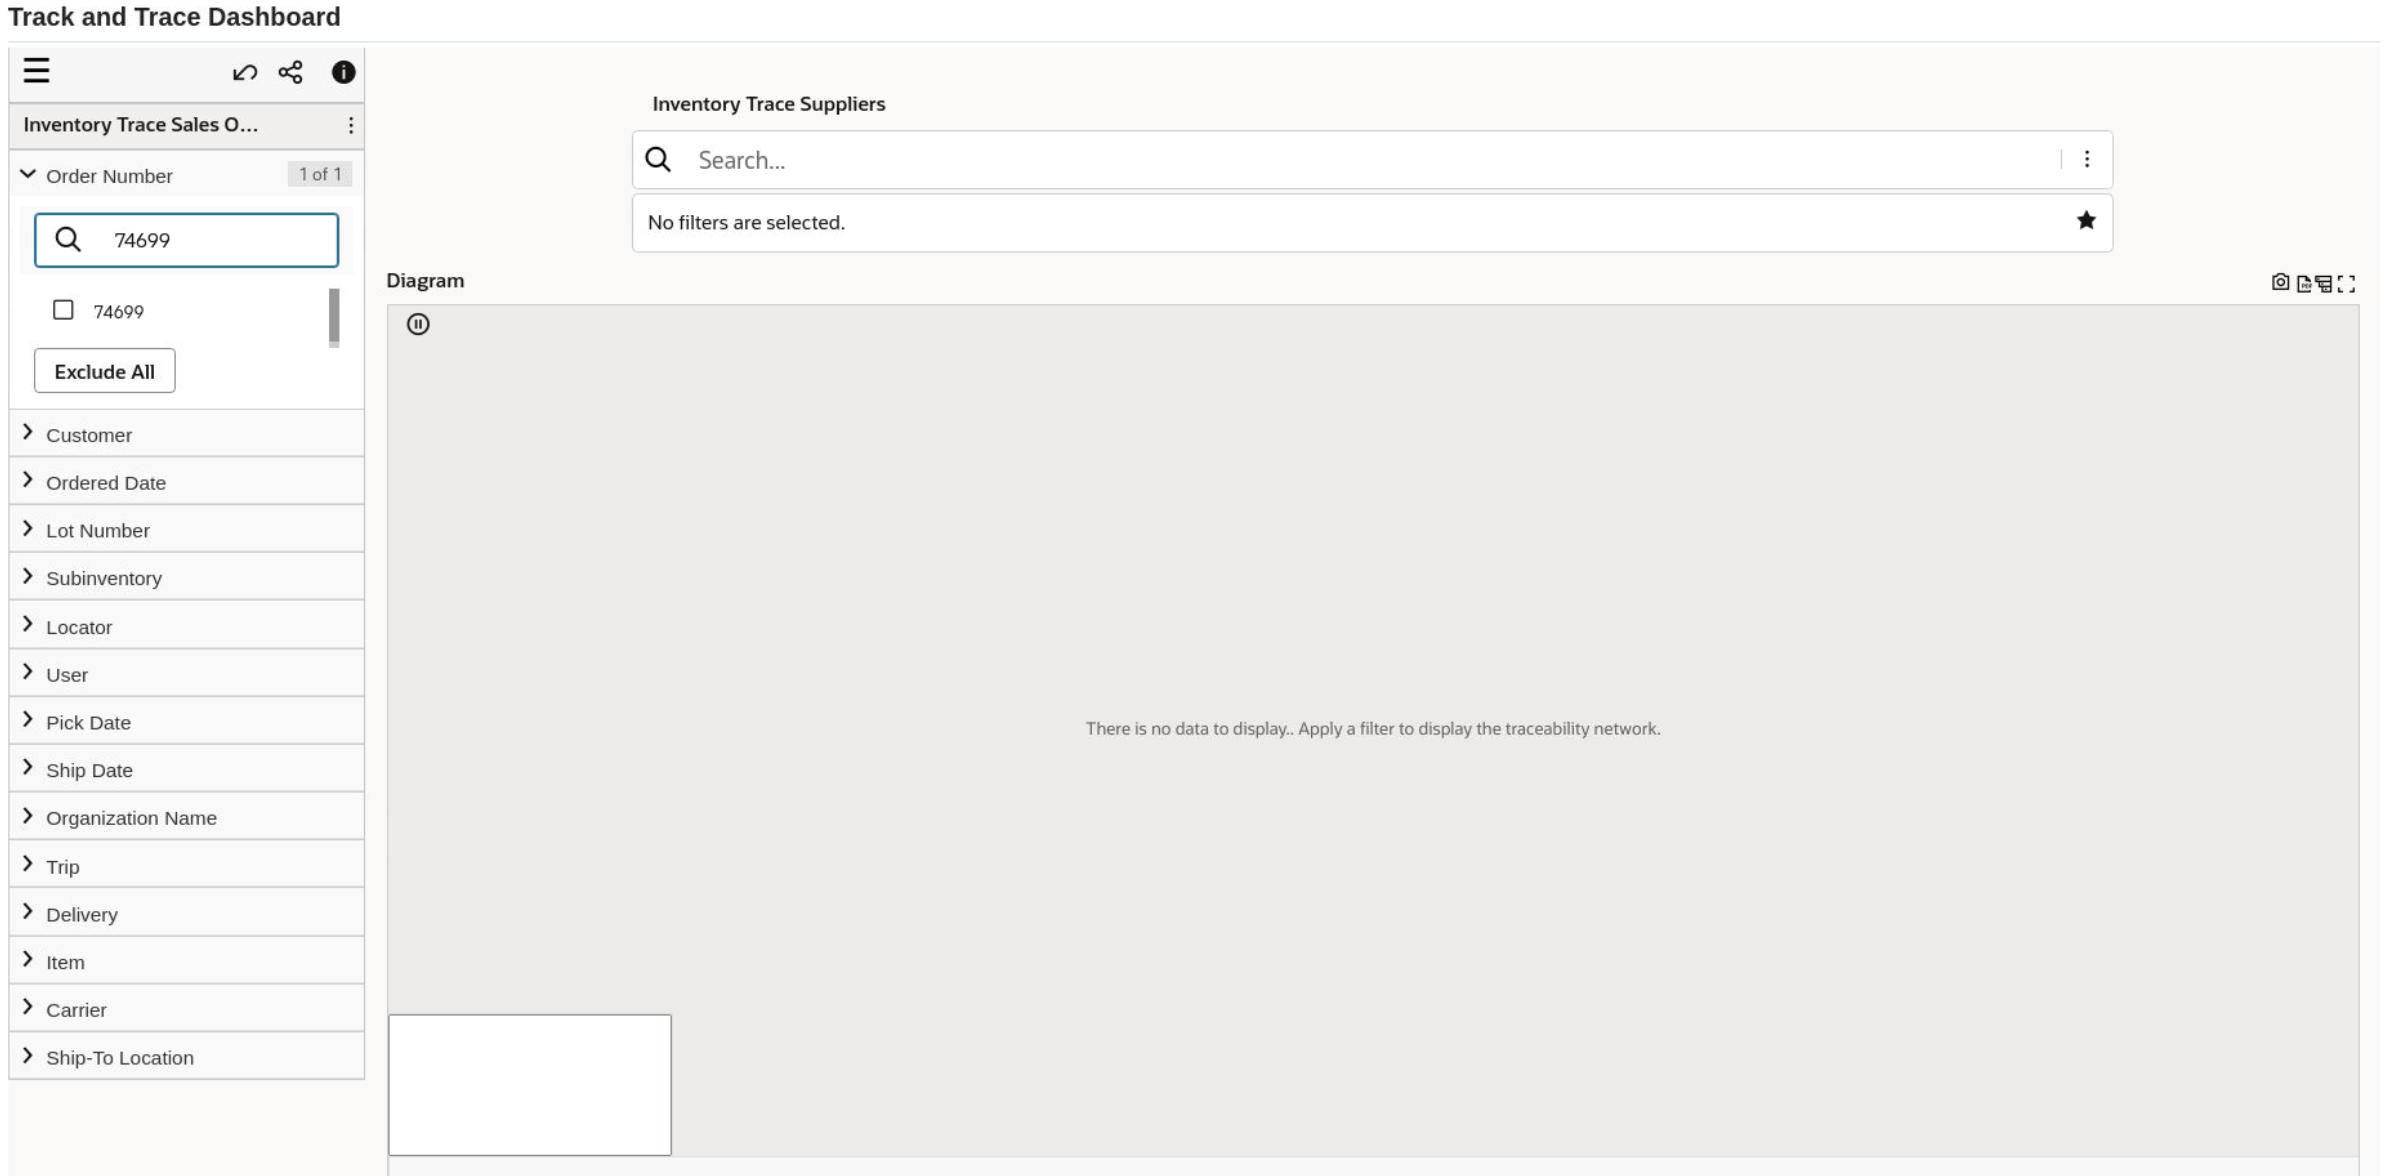 Track and Trace Dashboard
Inventory Trace Sales O...
Order Number
1 of 1
74699
74699
Exclude All
Customer
Ordered Date
Lot Number
Subinventory
Locator
User
Pick Date
Ship Date
Organization Name
Trip
Delivery
Item
Carrier
Ship-To Location
Inventory Trace Suppliers
Search...
No filters are selected.
Diagram
There is no data to display.. Apply a filter to display the traceability network.